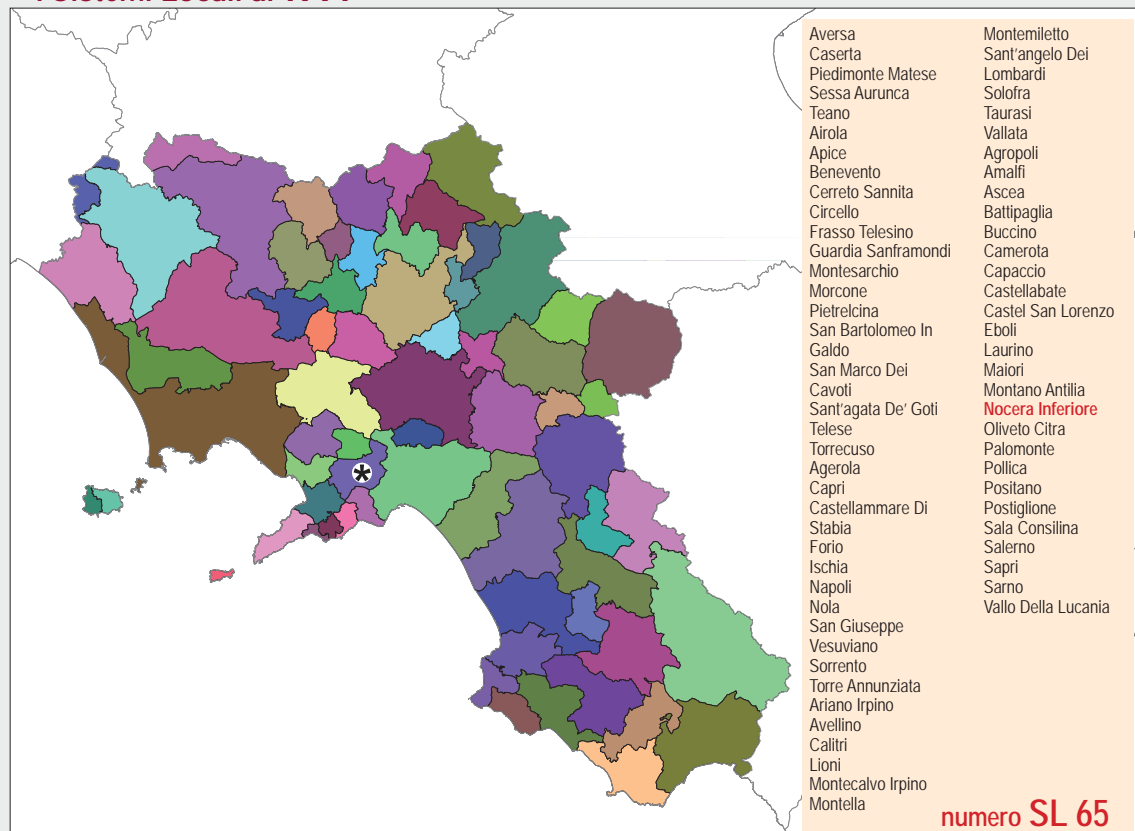 i Sistemi Locali di
Aversa
Caserta
Piedimonte Matese
Sessa Aurunca
Teano
Airola
Apice
Benevento
Cerreto Sannita
Circello
Frasso Telesino
Guardia Sanframondi
Montesarchio
Morcone
Pietrelcina
San Bartolomeo In
Galdo
San Marco Dei
Cavoti
Sant'agata De' Goti
Telese
Torrecuso
Agerola
Capri
Castellammare Di
Stabia
Forio
Ischia
Napoli
Nola
San Giuseppe
Vesuviano
Sorrento
Torre Annunziata
Ariano Irpino
Avellino
Calitri
Lioni
Montecalvo Irpino
Montella
Montemiletto
Sant'angelo Dei
Lombardi
Solofra
Taurasi
Vallata
Agropoli
Amalfi
Ascea
Battipaglia
Buccino
Camerota
Capaccio
Castellabate
Castel San Lorenzo
Eboli
Laurino
Maiori
Montano Antilia
Nocera Inferiore
Oliveto Citra
Palomonte
Pollica
Positano
Postiglione
Sala Consilina
Salerno
Sapri
Sarno
Vallo Della Lucania
numero SL 65